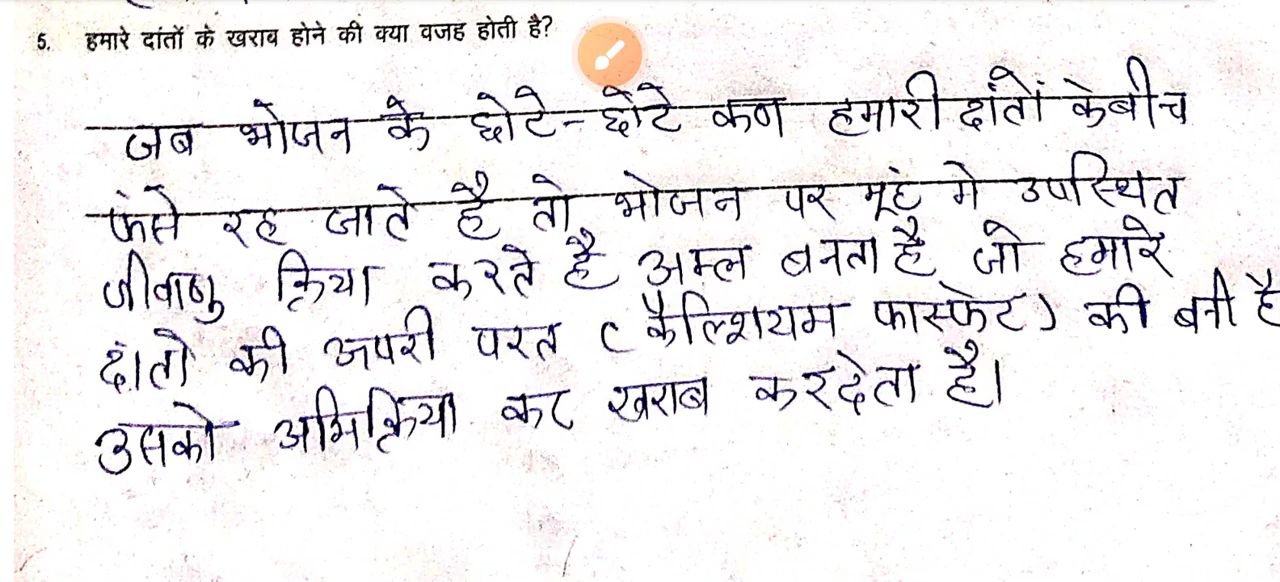 5. हमारे दांतों के खराब होने की क्या वजह होती है?
जब भोजन के छोटे-छोटे कण हमारी दांतों के बीच
फंसे रह जाते है तो भोजन पर मूंह मे उपस्थित
जीवाणु क्रिया करते है अम्ल बनता है जो हमारे
दांतो की ऊपरी परत (कैल्शियम फास्फेट) की बनी है
उसको अभिक्रिया कर खराब कर देता है।